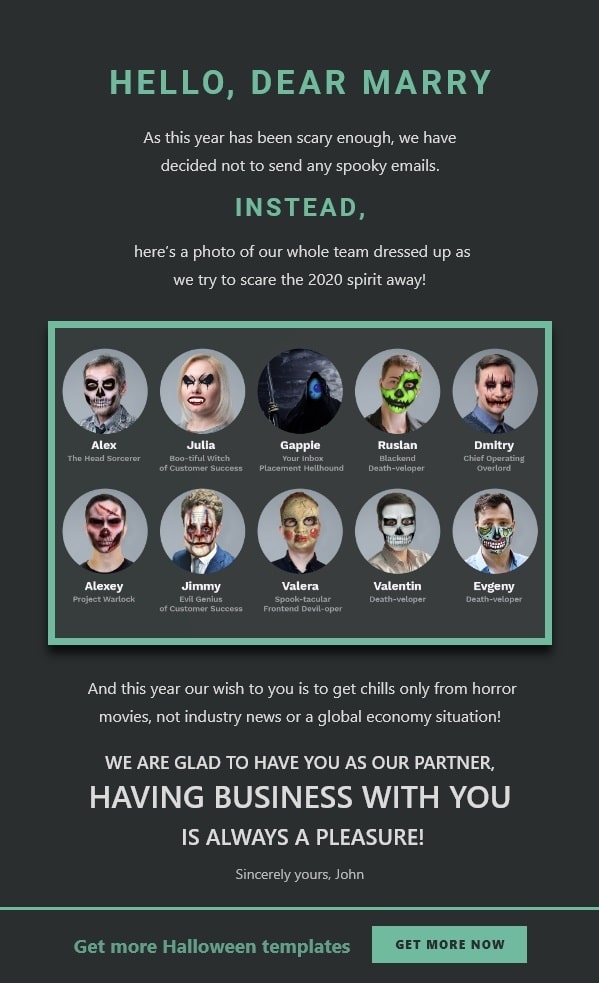 HELLO, DEAR MARRY
As this year has been scary enough, we have
decided not to send any spooky emails.
INSTEAD,
here's a photo of our whole team dressed up as
we try to scare the 2020 spirit away!
Alex
The Head Sorcerer
Julia
Boo-tiful Witch
of Customer Success
Gappie
Your Inbox
Placement Hellhound
Ruslan
Blackend
Death-veloper
Dmitry
Chief Operating
Overlord
Alexey
Project Warlock
Jimmy
Evil Genius
of Customer Success
Valera
Spook-tacular
Frontend Devil-oper
Valentin
Death-veloper
Evgeny
Death-veloper
And this year our wish to you is to get chills only from horror
movies, not industry news or a global economy situation!
WE ARE GLAD TO HAVE YOU AS OUR PARTNER,
HAVING BUSINESS WITH YOU
IS ALWAYS A PLEASURE!
Sincerely yours, John
Get more Halloween templates
GET MORE NOW